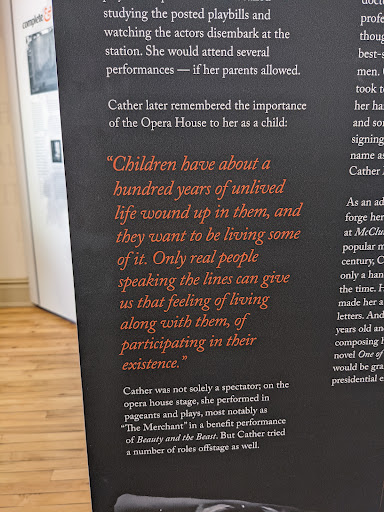 complete
studying the posted playbills and
watching the actors disembark at the
station. She would attend several
performances — if her parents allowed.
Cather later remembered the importance
of the Opera House to her as a child:
“Children have about a
hundred years of unlived
life wound up in them, and
they want to be living some
of it. Only real people
speaking the lines can give
us that feeling of living
along with them, of
participating in their
existence.”
Cather was not solely a spectator; on the
opera house stage, she performed in
pageants and plays, most notably as
“The Merchant” in a benefit performance
of Beauty and the Beast. But Cather tried
a number of roles offstage as well.
profe
thoug
best-s
men.
took t
her ha
and so
signing
name as
Cather
As an ad
forge her
at McClu
popular m
century, C
only a han
the time. H
made her a
letters. And
years old an
composing h
novel One of
would be gra
presidential e